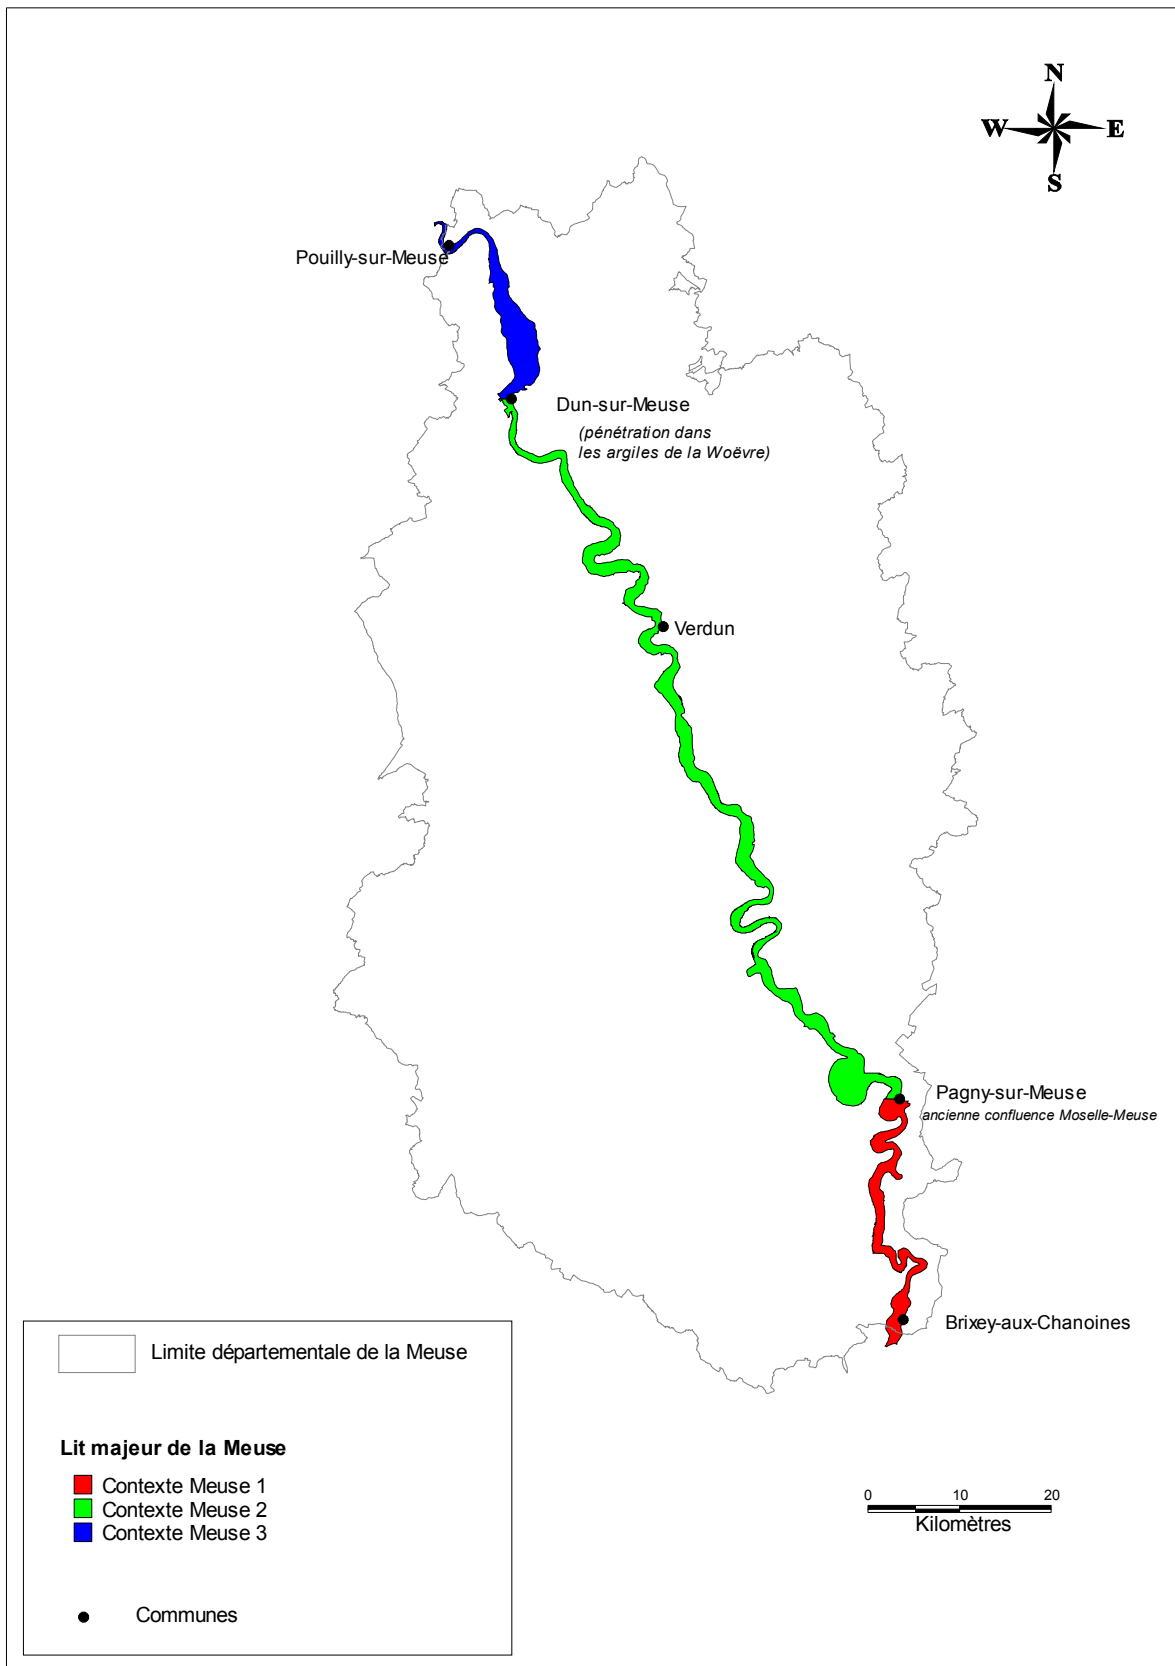 N
W E
S
Pouilly-sur-Meuse
Dun-sur-Meuse
(pénétration dans
les argiles de la Woëvre)
Verdun
Pagny-sur-Meuse
ancienne confluence Moselle-Meuse
Brixey-aux-Chanoines
Limite départementale de la Meuse
Lit majeur de la Meuse
Contexte Meuse 1
Contexte Meuse 2
Contexte Meuse 3
Communes
0 10 20
Kilomètres